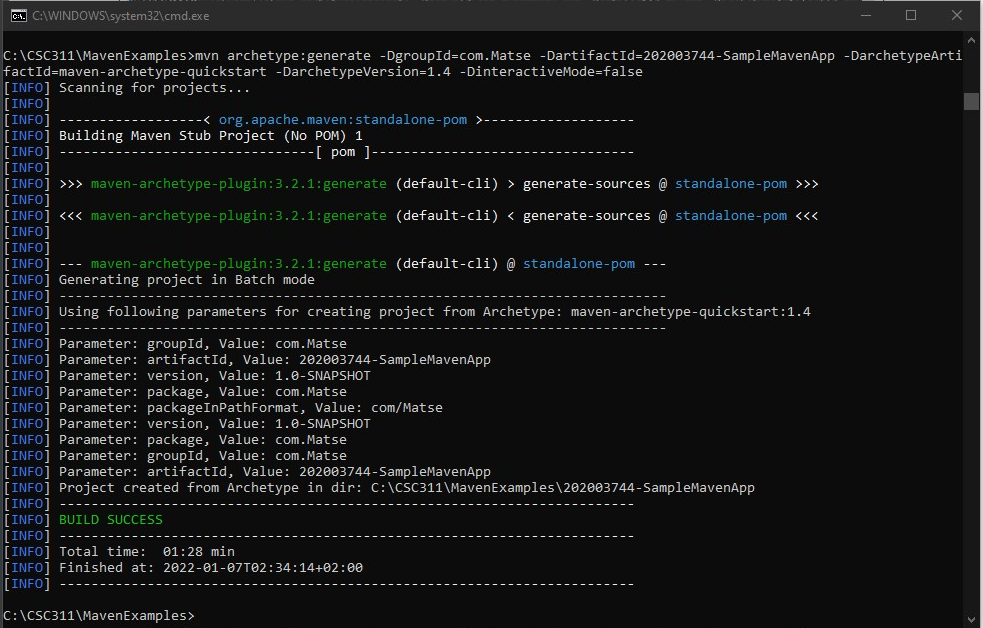 C:\WINDOWS\system32\cmd.exe
C:\CSC311\MavenExamples>mvn archetype:generate -DgroupId=com.Matse -DartifactId=202003744-SampleMavenApp -DarchetypeArti
factId=maven-archetype-quickstart -DarchetypeVersion=1.4 -DinteractiveMode=false
[INFO] Scanning for projects...
[INFO]
[INFO] ------------------< org.apache.maven:standalone-pom >-------------------
[INFO] Building Maven Stub Project (No POM) 1
[INFO] --------------------------------[ pom ]---------------------------------
[INFO]
[INFO] >>> maven-archetype-plugin:3.2.1:generate (default-cli) > generate-sources @ standalone-pom >>>
[INFO]
[INFO] <<< maven-archetype-plugin:3.2.1:generate (default-cli) < generate-sources @ standalone-pom <<<
[INFO]
[INFO]
[INFO] --- maven-archetype-plugin:3.2.1:generate (default-cli) @ standalone-pom ---
[INFO] Generating project in Batch mode
[INFO] ----------------------------------------------------------------------------
[INFO] Using following parameters for creating project from Archetype: maven-archetype-quickstart:1.4
[INFO] ----------------------------------------------------------------------------
[INFO] Parameter: groupId, Value: com.Matse
[INFO] Parameter: artifactId, Value: 202003744-SampleMavenApp
[INFO] Parameter: version, Value: 1.0-SNAPSHOT
[INFO] Parameter: package, Value: com.Matse
[INFO] Parameter: packageInPathFormat, Value: com/Matse
[INFO] Parameter: version, Value: 1.0-SNAPSHOT
[INFO] Parameter: package, Value: com.Matse
[INFO] Parameter: groupId, Value: com.Matse
[INFO] Parameter: artifactId, Value: 202003744-SampleMavenApp
[INFO] Project created from Archetype in dir: C:\CSC311\MavenExamples\202003744-SampleMavenApp
[INFO] ------------------------------------------------------------------------
[INFO] BUILD SUCCESS
[INFO] ------------------------------------------------------------------------
[INFO] Total time:  01:28 min
[INFO] Finished at: 2022-01-07T02:34:14+02:00
[INFO] ------------------------------------------------------------------------
C:\CSC311\MavenExamples>